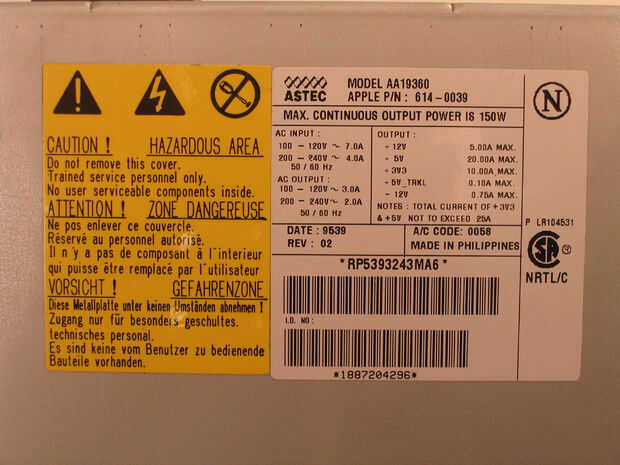 CAUTION ! HAZARDOUS AREA
Do not remove this cover.
Trained service personnel only.
No user serviceable components inside.
ATTENTION ! ZONE DANGEREUSE
Ne pas enlever ce couvercle.
Réservé au personnel autorisé.
Il n'y a pas de composant à l'interieur
qui puisse être remplacé par l'utilisateur
VORSICHT ! GEFAHRENZONE
Diese Metallplatte unter keinen Umständen abnehmen !
Zugang nur für besonders geschultes.
technisches personal.
Es sind keine vom Benutzer zu bedienende
Bauteile vorhanden.
ASTEC
MODEL AA19360
APPLE P/N : 614-0039
MAX. CONTINUOUS OUTPUT POWER IS 150W
AC INPUT :
100 - 120V ~ 7.0A
200 - 240V ~ 4.0A
50 / 60 Hz
AC OUTPUT :
100 - 120V ~ 3.0A
200 - 240V ~ 2.0A
50 / 60 Hz
OUTPUT :
+ 12V 5.00A MAX.
+ 5V 20.00A MAX.
+ 3V3 10.00A MAX.
+ 5V_TRKL 0.10A MAX.
- 12V 0.75A MAX.
NOTES : TOTAL CURRENT OF +3V3
& +5V NOT TO EXCEED 25A
DATE : 9539
REV : 02
A/C CODE: 0058
MADE IN PHILIPPINES
*RP5393243MA6*
I.D. NO:
*1887204296*
N
P LR104531
SA
NRTL/C